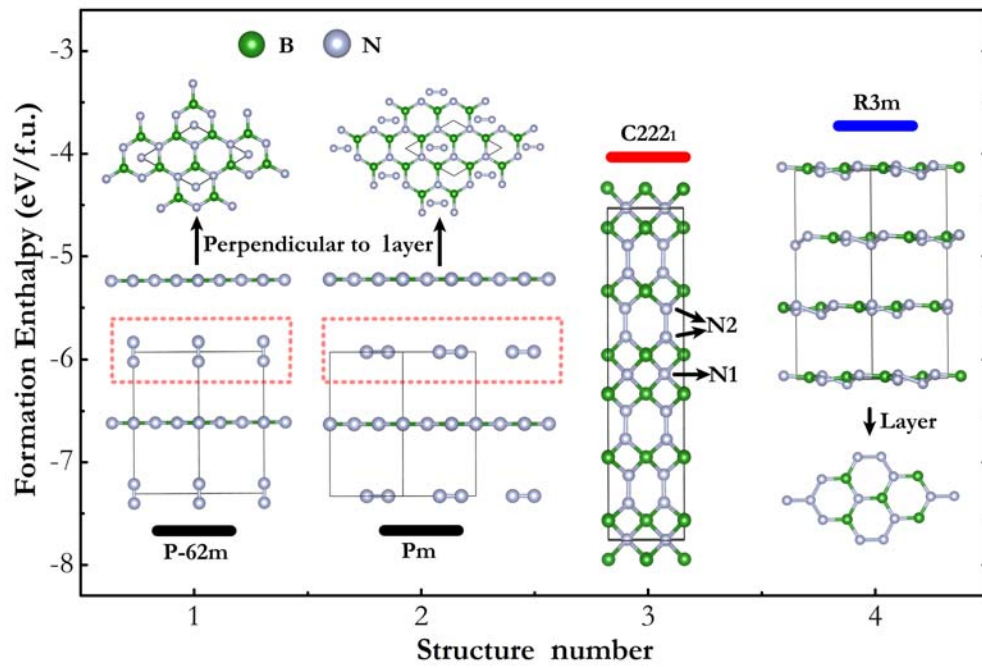 B N
Formation Enthalpy (eV/f.u.)
-3
-4
-5
-6
-7
-8
R3m
C222₁
Perpendicular to layer
N2
N1
Layer
P-62m
Pm
1 2 3 4
Structure number